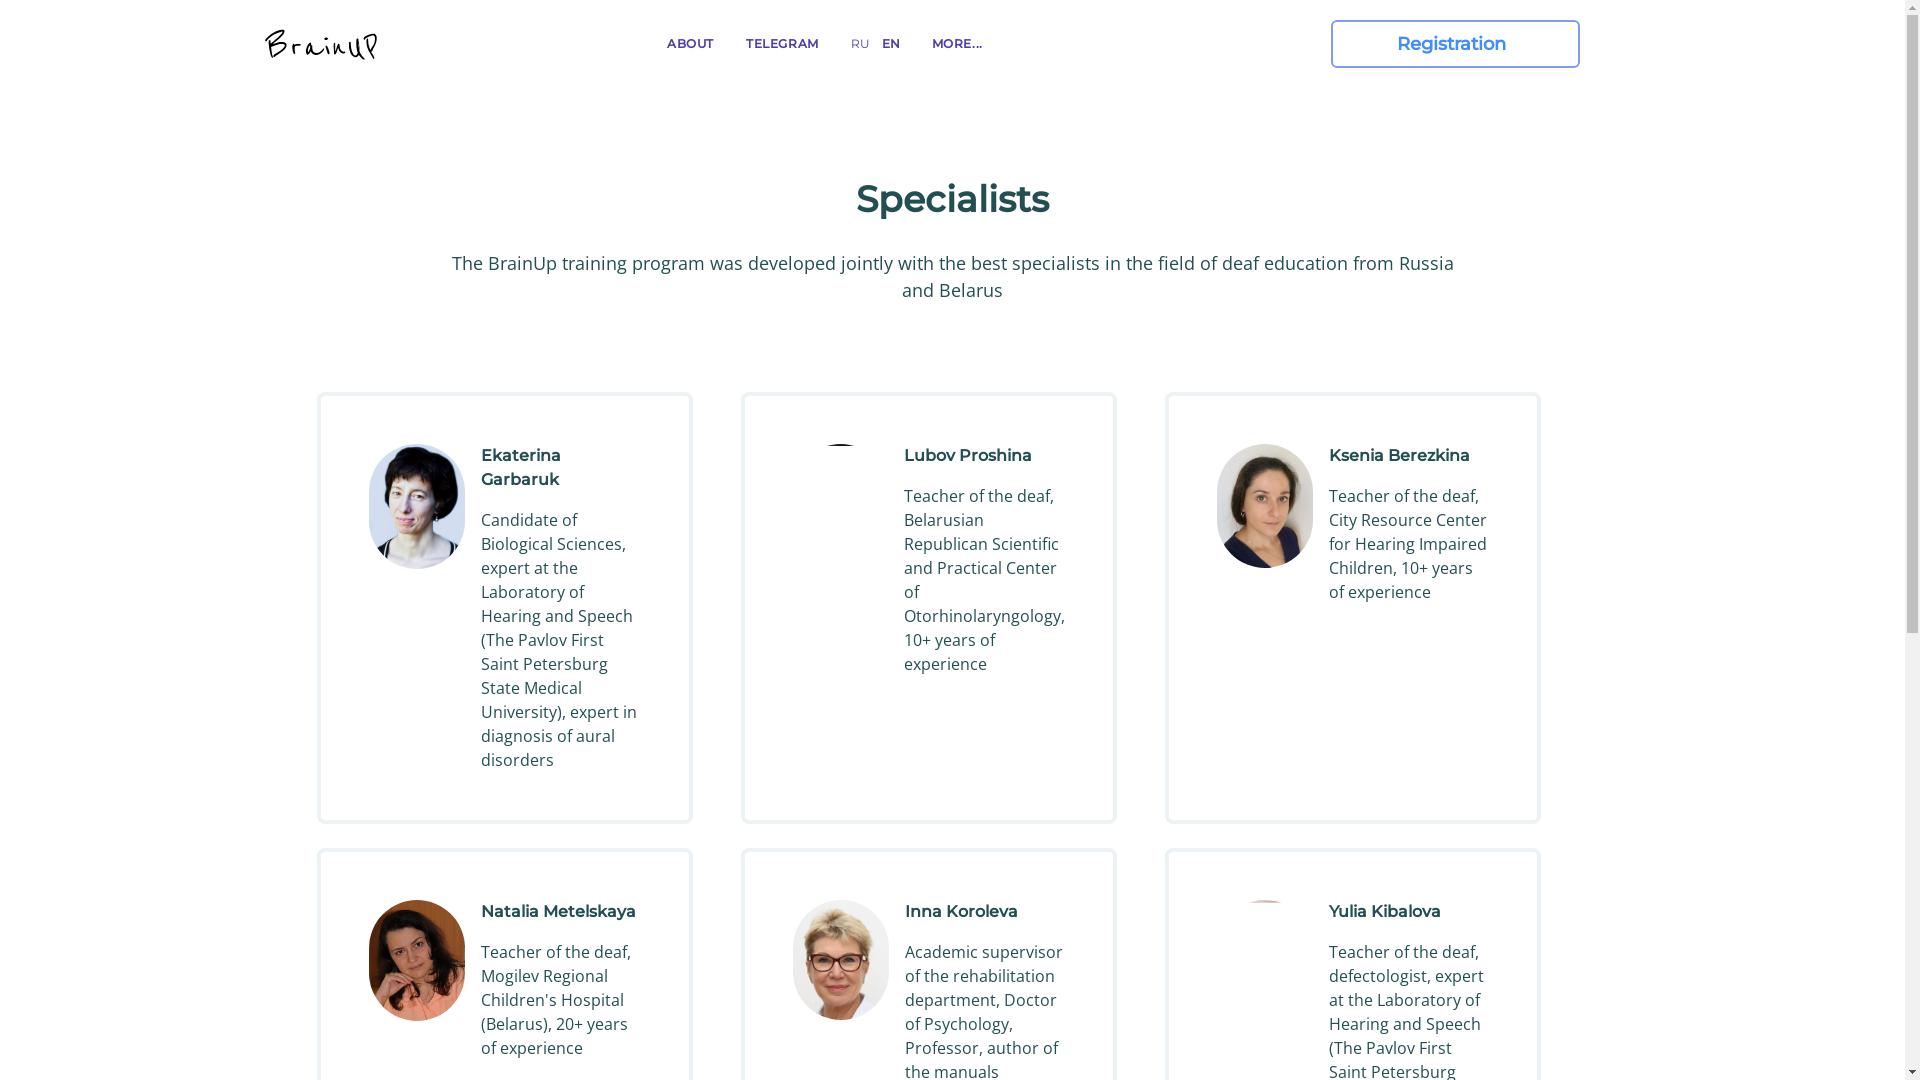 BrainUP
ABOUT
TELEGRAM
RU
EN
MORE...
Registration
Specialists
The BrainUp training program was developed jointly with the best specialists in the field of deaf education from Russia
and Belarus
Ekaterina
Garbaruk
Candidate of
Biological Sciences,
expert at the
Laboratory of
Hearing and Speech
(The Pavlov First
Saint Petersburg
State Medical
University), expert in
diagnosis of aural
disorders
Lubov Proshina
Teacher of the deaf,
Belarusian
Republican Scientific
and Practical Center
of
Otorhinolaryngology,
10+ years of
experience
Ksenia Berezkina
Teacher of the deaf,
City Resource Center
for Hearing Impaired
Children, 10+ years
of experience
Natalia Metelskaya
Teacher of the deaf,
Mogilev Regional
Children's Hospital
(Belarus), 20+ years
of experience
Inna Koroleva
Academic supervisor
of the rehabilitation
department, Doctor
of Psychology,
Professor, author of
the manuals
Yulia Kibalova
Teacher of the deaf,
defectologist, expert
at the Laboratory of
Hearing and Speech
(The Pavlov First
Saint Petersburg